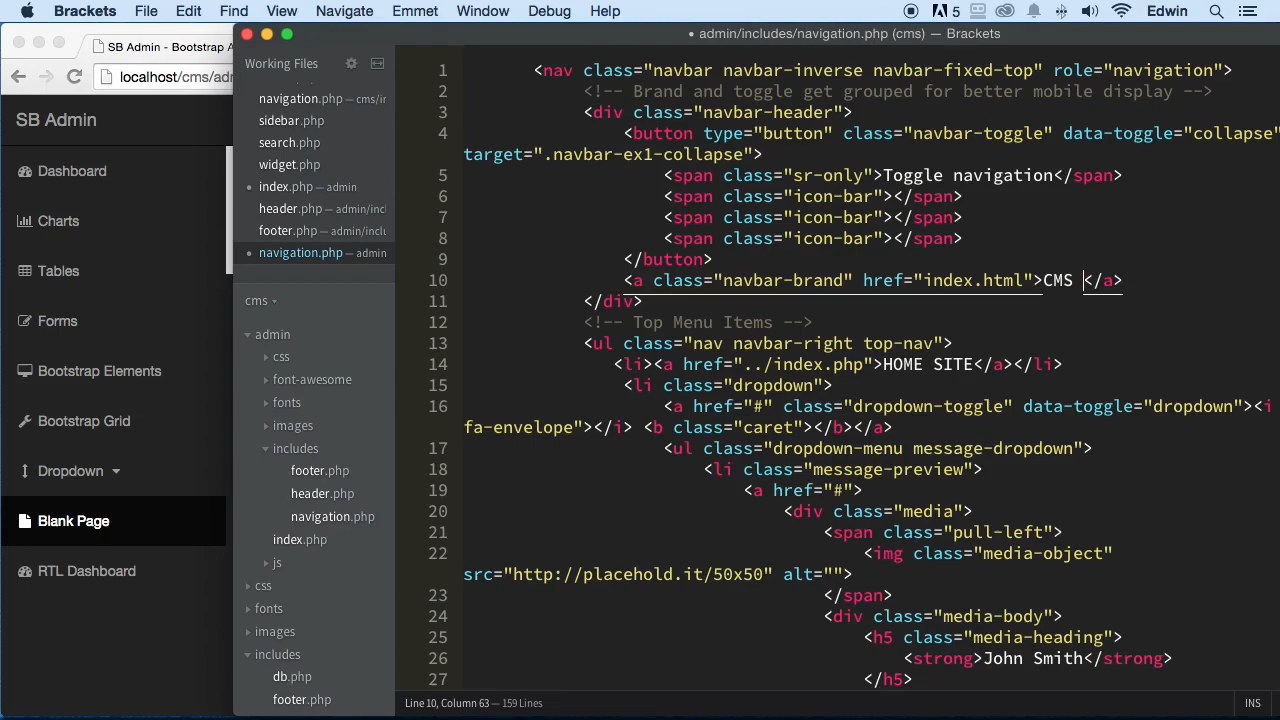 Brackets File Edit Find View Navigate Emmet Window Debug Help 5 Edwin
SB Admin - Bootstrap A
localhost/cms/adm
SB Admin
Dashboard
Charts
Tables
Forms
Bootstrap Elements
Bootstrap Grid
Dropdown
Blank Page
RTL Dashboard
• admin/includes/navigation.php (cms) — Brackets
Working Files
navigation.php — cms/in
sidebar.php
search.php
widget.php
index.php — admin
header.php — admin/incl
footer.php — admin/inclu
navigation.php — admin
cms
admin
css
font-awesome
fonts
images
includes
footer.php
header.php
navigation.php
index.php
js
css
fonts
images
includes
db.php
footer.php
1 <nav class="navbar navbar-inverse navbar-fixed-top" role="navigation">
2 <!-- Brand and toggle get grouped for better mobile display -->
3 <div class="navbar-header">
4 <button type="button" class="navbar-toggle" data-toggle="collapse"
target=".navbar-ex1-collapse">
5 <span class="sr-only">Toggle navigation</span>
6 <span class="icon-bar"></span>
7 <span class="icon-bar"></span>
8 <span class="icon-bar"></span>
9 </button>
10 <a class="navbar-brand" href="index.html">CMS </a>
11 </div>
12 <!-- Top Menu Items -->
13 <ul class="nav navbar-right top-nav">
14 <li><a href="../index.php">HOME SITE</a></li>
15 <li class="dropdown">
16 <a href="#" class="dropdown-toggle" data-toggle="dropdown"><i
fa-envelope"></i> <b class="caret"></b></a>
17 <ul class="dropdown-menu message-dropdown">
18 <li class="message-preview">
19 <a href="#">
20 <div class="media">
21 <span class="pull-left">
22 <img class="media-object"
src="http://placehold.it/50x50" alt="">
23 </span>
24 <div class="media-body">
25 <h5 class="media-heading">
26 <strong>John Smith</strong>
27 </h5>
Line 10, Column 63 — 159 Lines
INS